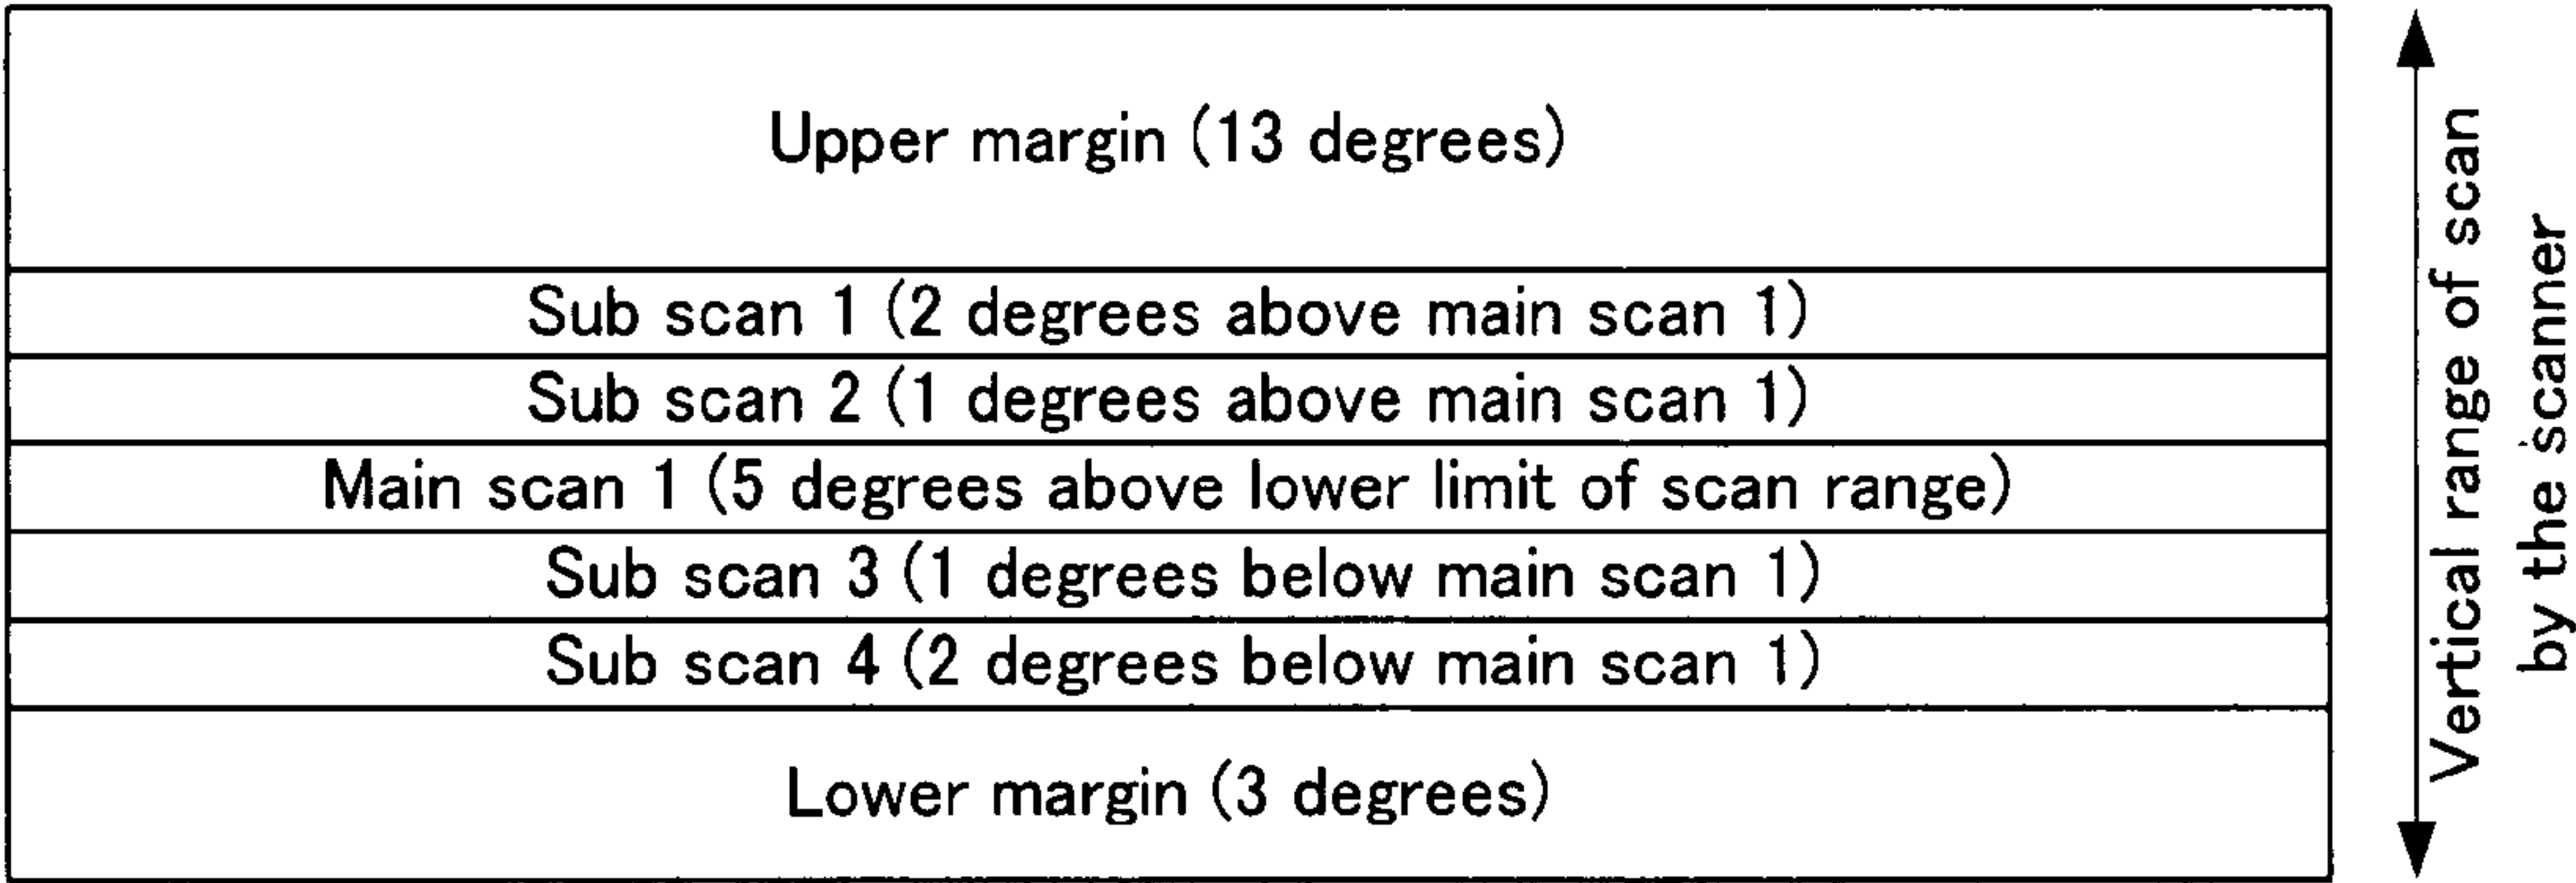 Upper margin (13 degrees)
Sub scan 1 (2 degrees above main scan 1)
Sub scan 2 (1 degrees above main scan 1)
Main scan 1 (5 degrees above lower limit of scan range)
Sub scan 3 (1 degrees below main scan 1)
Sub scan 4 (2 degrees below main scan 1)
Lower margin (3 degrees)
Vertical range of scan
by the scanner